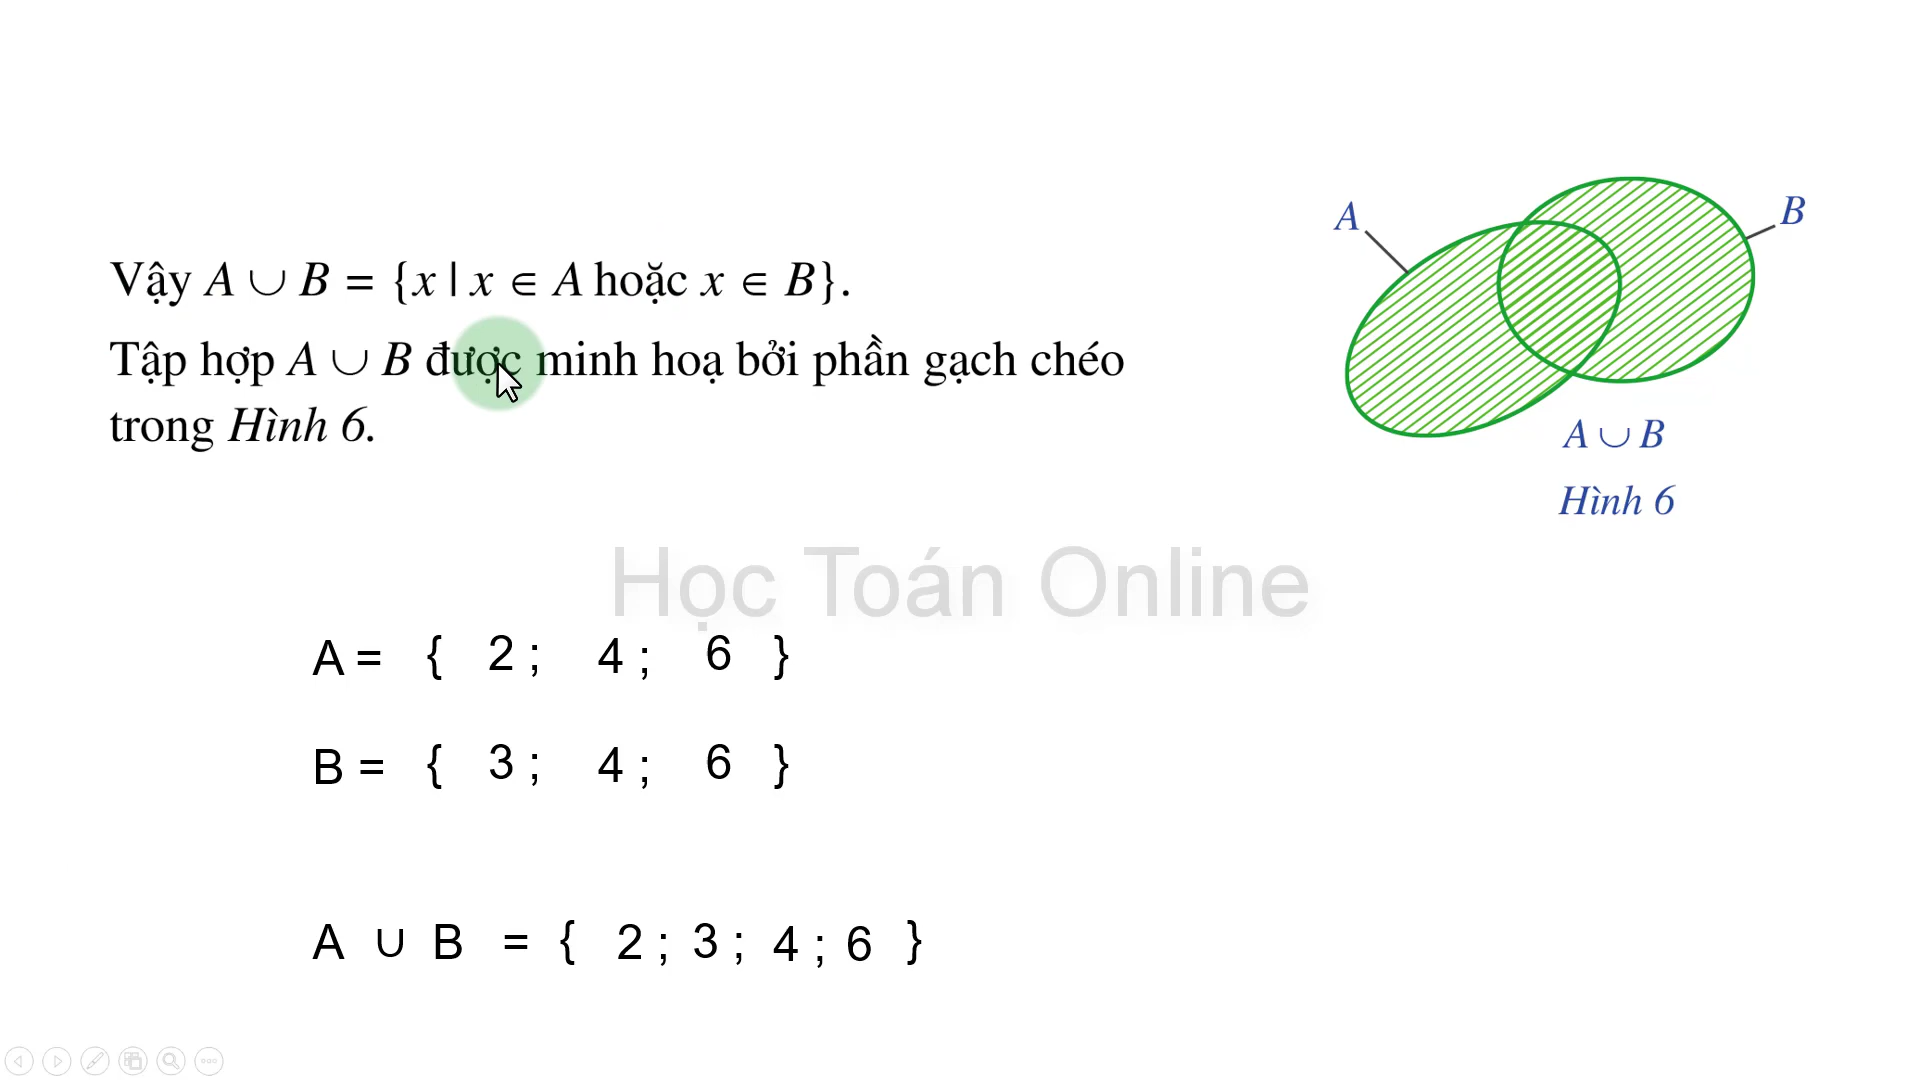 Vậy A ∪ B = {x | x ∈ A hoặc x ∈ B}.
Tập hợp A ∪ B được minh hoạ bởi phần gạch chéo
trong Hình 6.
A
B
A ∪ B
Hình 6
Học Toán Online
A = { 2 ; 4 ; 6 }
B = { 3 ; 4 ; 6 }
A ∪ B = { 2 ; 3 ; 4 ; 6 }